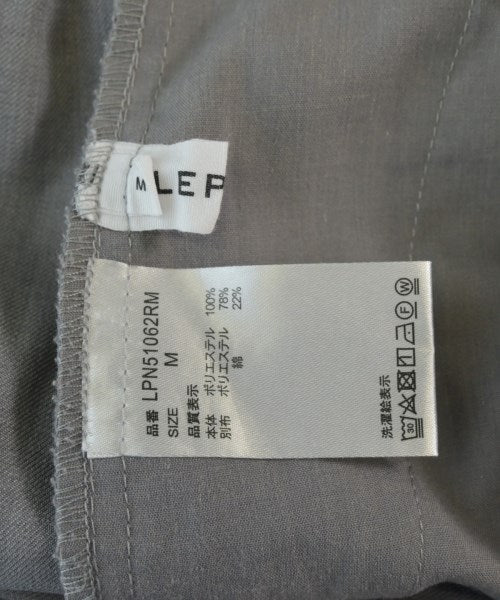 M
LEP
品番 LPN51062RM
SIZE M
品質表示
本体 ポリエステル 100%
別布 ポリエステル 78%
綿 22%
洗濯絵表示
30
W